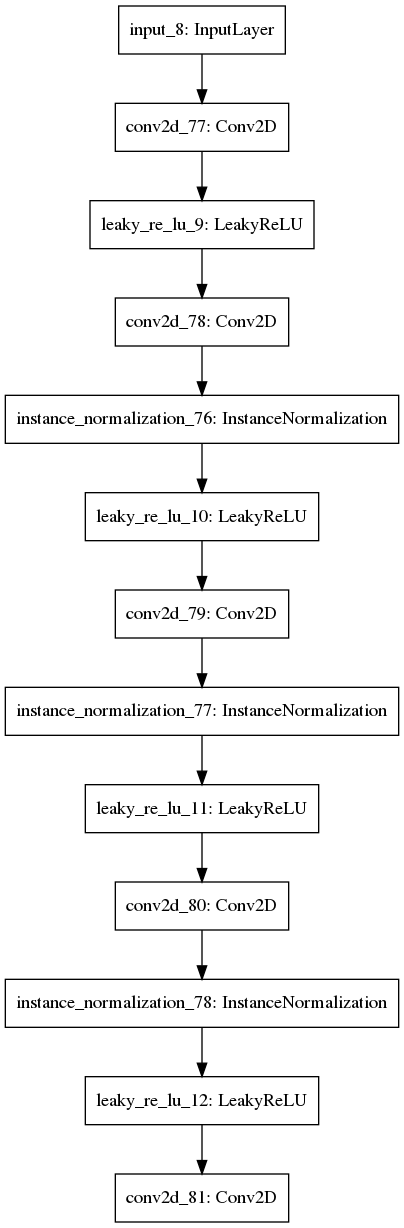 input_8: InputLayer
conv2d_77: Conv2D
leaky_re_lu_9: LeakyReLU
conv2d_78: Conv2D
instance_normalization_76: InstanceNormalization
leaky_re_lu_10: LeakyReLU
conv2d_79: Conv2D
instance_normalization_77: InstanceNormalization
leaky_re_lu_11: LeakyReLU
conv2d_80: Conv2D
instance_normalization_78: InstanceNormalization
leaky_re_lu_12: LeakyReLU
conv2d_81: Conv2D